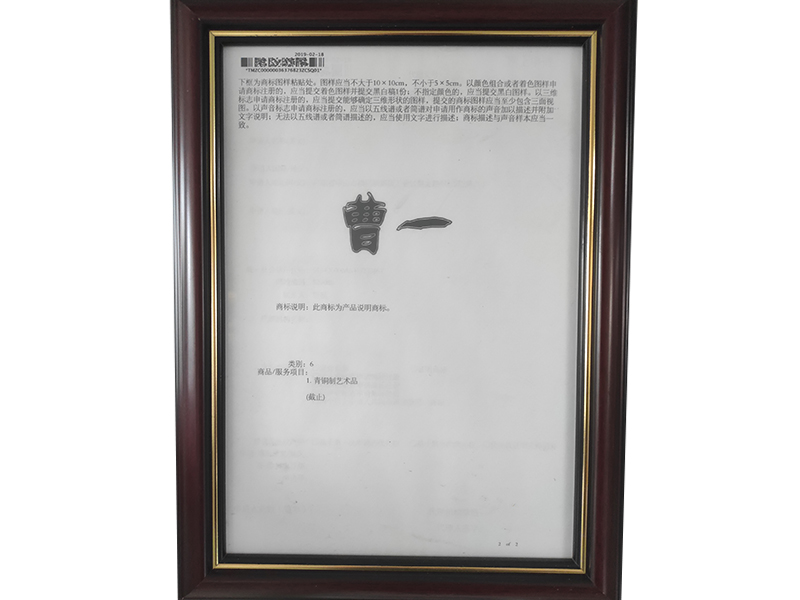 2019-02-18
下框为商标图样粘贴处。图样应当不大于10×10cm，不小于5×5cm。以颜色组合或者着色图样申
请商标注册的，应当提交着色图样并提交黑白稿1份；不指定颜色的，应当提交黑白图样。以三维
标志申请商标注册的，应当提交能够确定三维形状的图样，提交的商标图样应当至少包含三面视
图。以声音标志申请商标注册的，应当以五线谱或者简谱对申请用作商标的声音加以描述并附加
文字说明；无法以五线谱或者简谱描述的，应当使用文字进行描述；商标描述与声音样本应当一
致。
曹一
商标说明：此商标为产品说明商标。
类别：6
商品/服务项目：
1. 青铜制艺术品
(截止)
2 of 2